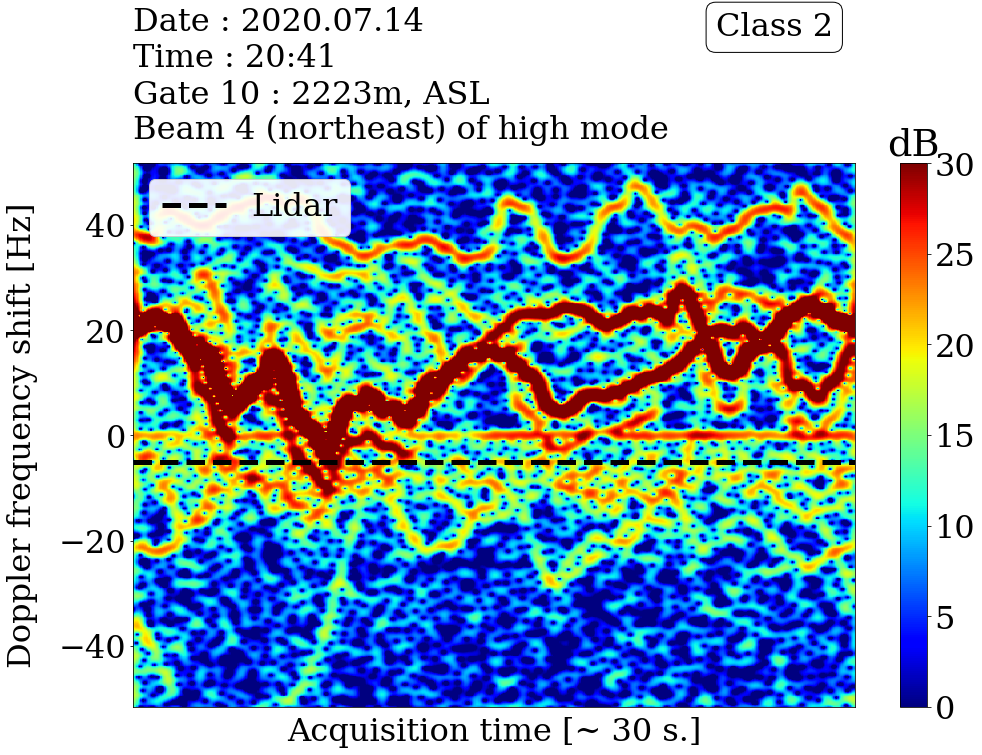 Date : 2020.07.14
Time : 20:41
Gate 10 : 2223m, ASL
Beam 4 (northeast) of high mode
Class 2
dB
Lidar
Doppler frequency shift [Hz]
40
20
0
−20
−40
Acquisition time [~ 30 s.]
30
25
20
15
10
5
0